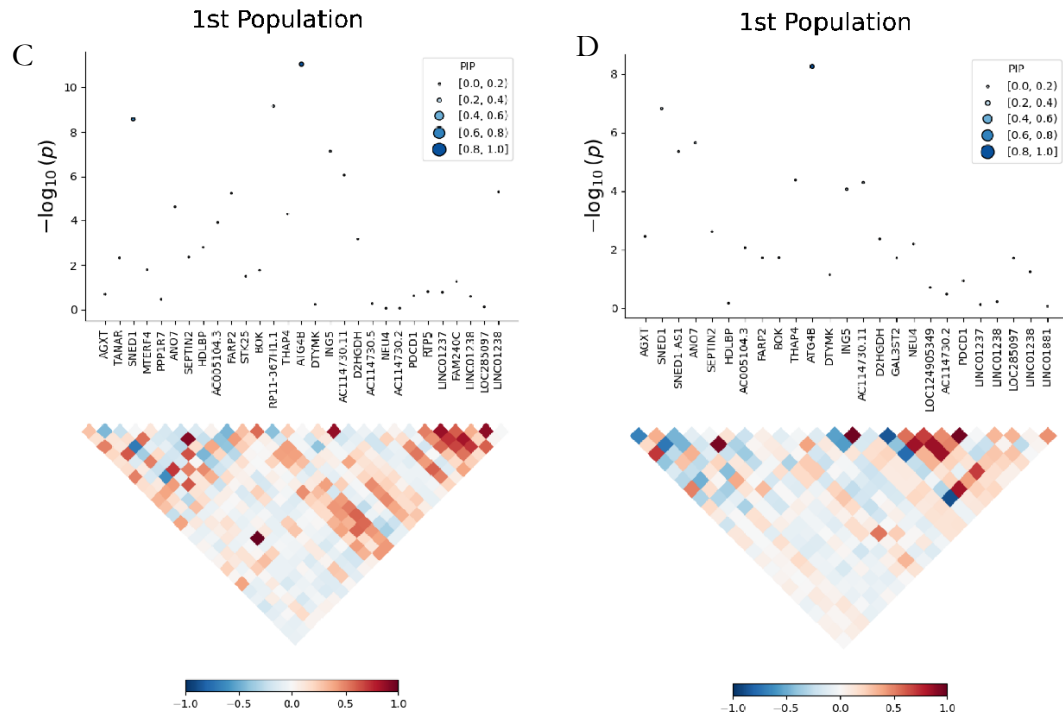 1st Population
C
−log10(p)
10
8
6
4
2
0
PIP
[0.0, 0.2)
[0.2, 0.4)
[0.4, 0.6)
[0.6, 0.8)
[0.8, 1.0]
AGXT
TANAR
SNED1
MTERF4
PPP1R7
ANO7
SEPTIN2
HDLBP
AC005104.3
FARP2
STK25
BOK
RP11-367H1.1
THAP4
ATG4B
DTYMK
ING5
AC114730.11
D2HGDH
AC114730.5
NEU4
AC114730.2
PDCD1
RTP5
LINC01237
FAM240C
LINC01238
LOC285097
LINC01238
−1.0
−0.5
0.0
0.5
1.0
1st Population
D
−log10(p)
8
6
4
2
0
PIP
[0.0, 0.2)
[0.2, 0.4)
[0.4, 0.6)
[0.6, 0.8)
[0.8, 1.0]
AGXT
SNED1
SNED1-AS1
ANO7
SEPTIN2
HDLBP
AC005104.3
FARP2
BOK
THAP4
ATG4B
DTYMK
ING5
AC114730.11
D2HGDH
GAL3ST2
NEU4
LOC124905349
AC114730.2
PDCD1
LINC01237
LINC01238
LOC285097
LINC01238
LINC01881
−1.0
−0.5
0.0
0.5
1.0